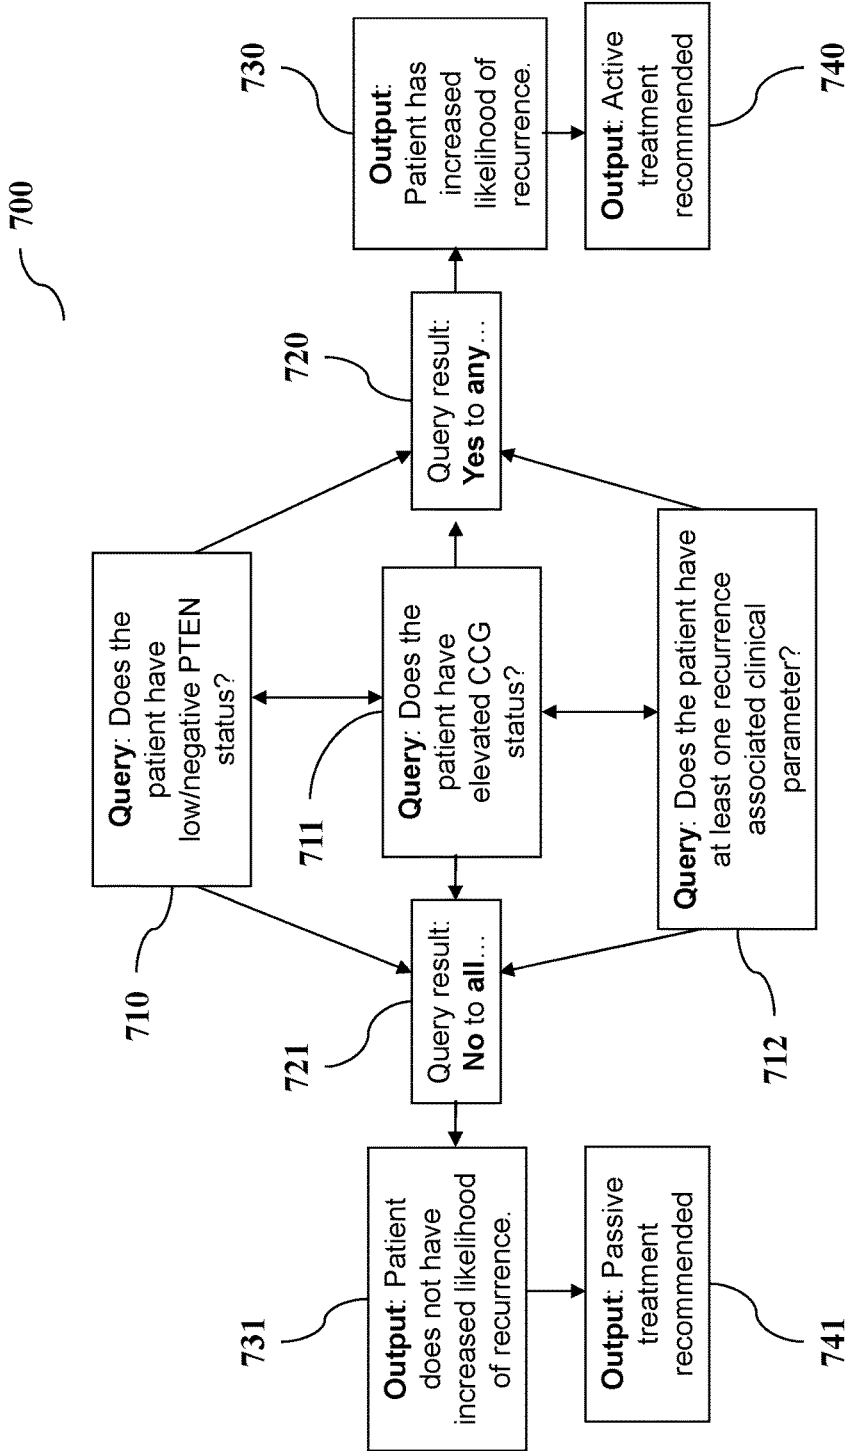 700
Query: Does the
patient have
low/negative PTEN
status?
710
Query: Does the
patient have
elevated CCG
status?
711
Query: Does the patient have
at least one recurrence
associated clinical
parameter?
712
Query result:
No to all...
721
Query result:
Yes to any...
720
Output: Patient
does not have
increased likelihood
of recurrence.
731
Output:
Patient has
increased
likelihood of
recurrence.
730
Output: Passive
treatment
recommended
741
Output: Active
treatment
recommended
740